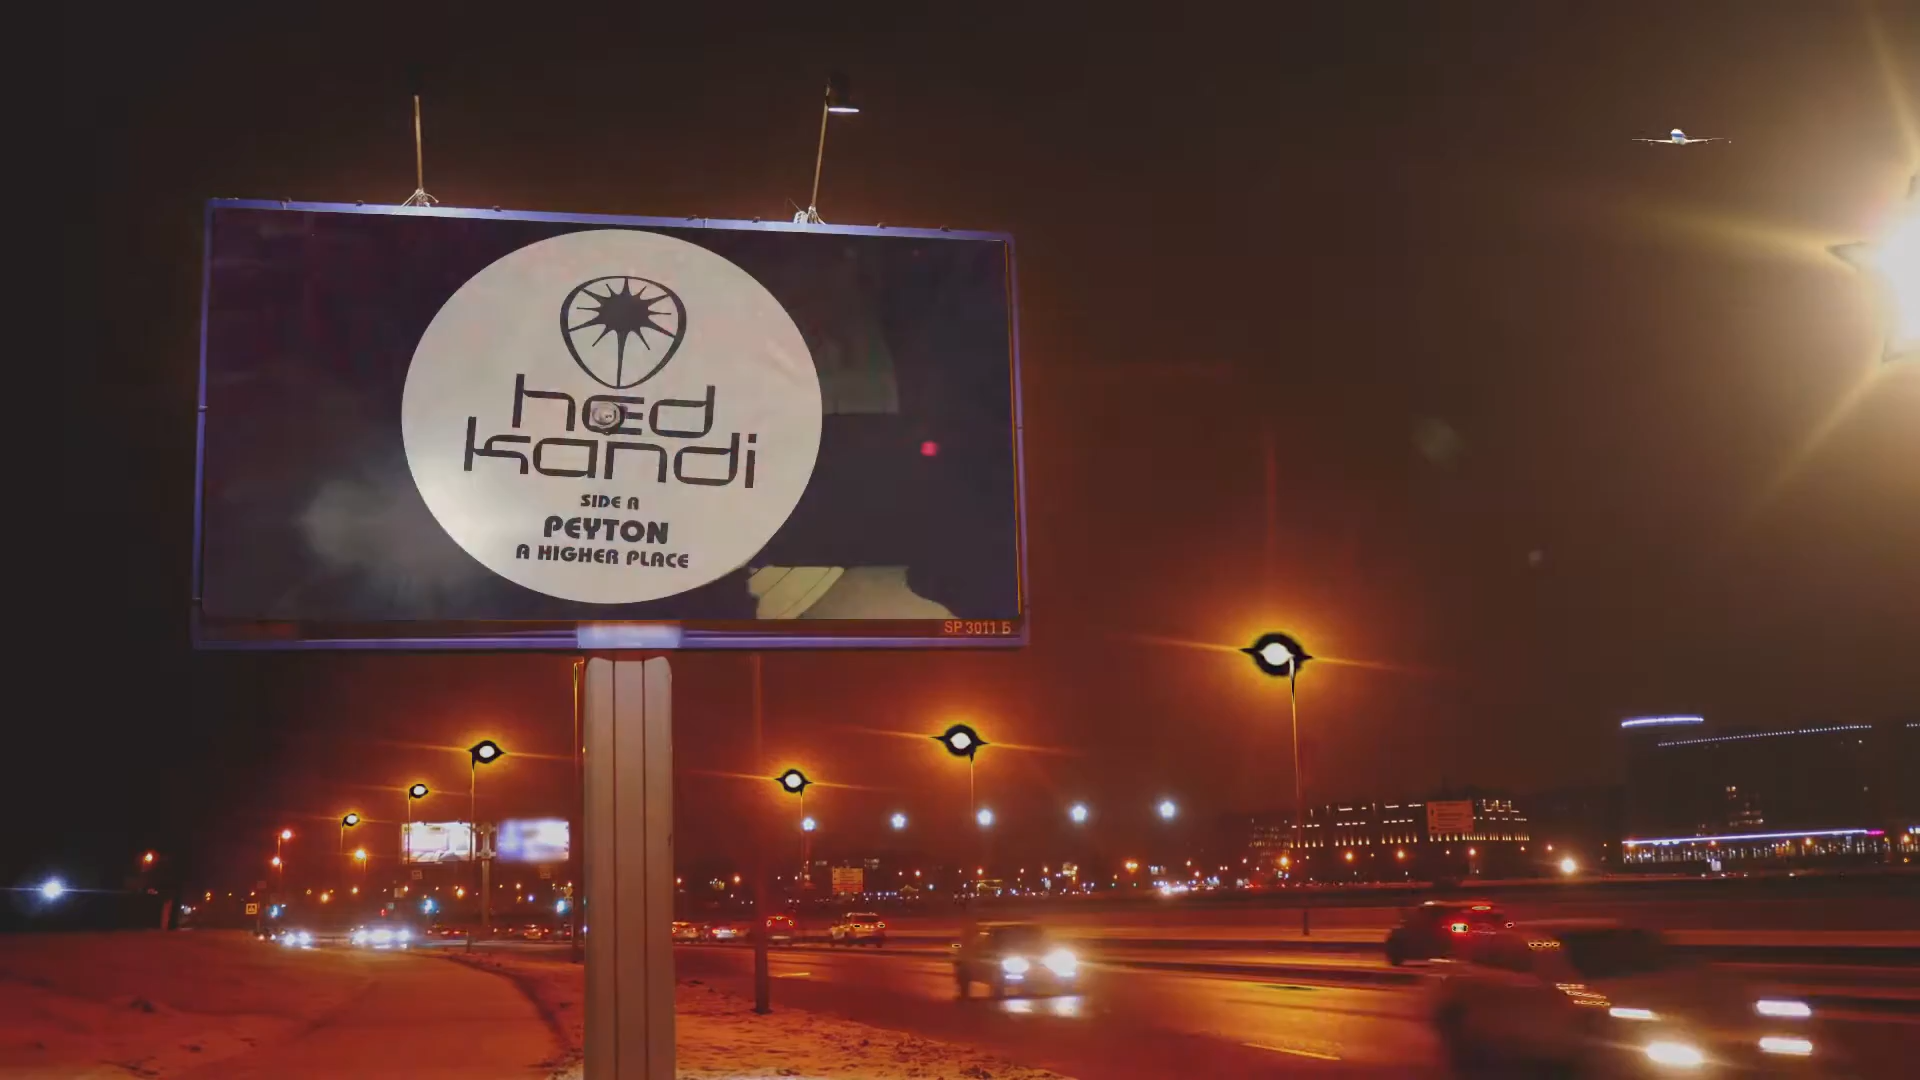 hed
kandi
SIDE A
PEYTON
A HIGHER PLACE
SP 3011 Б